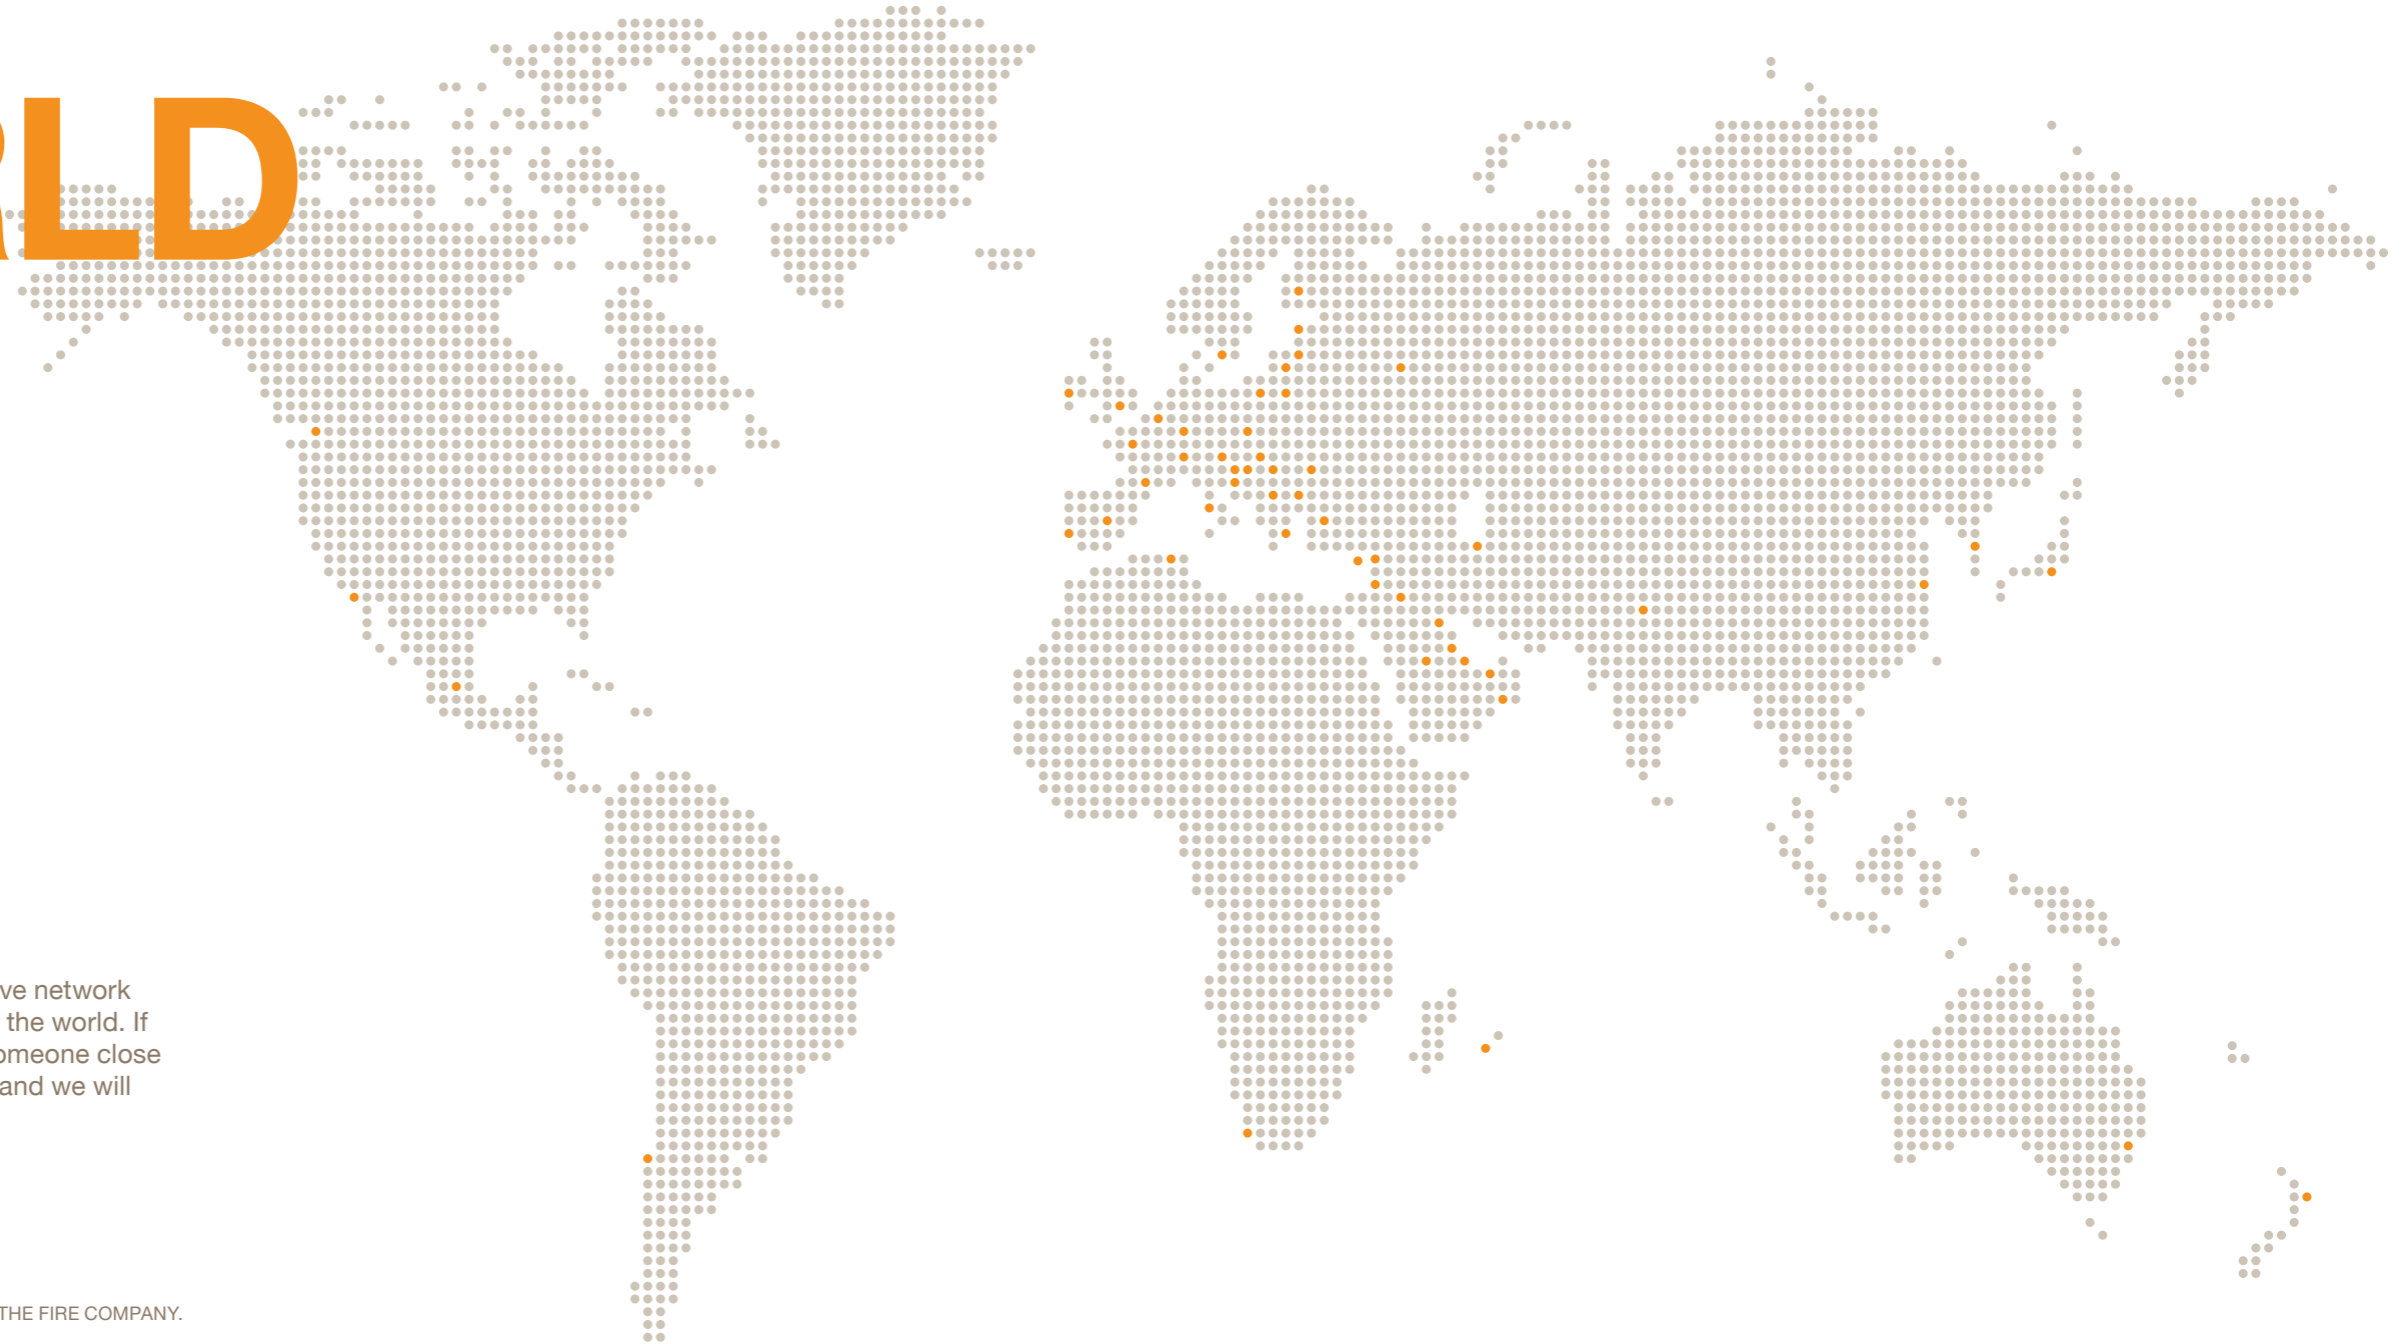 RLD
ve network
the world. If
omeone close
and we will
THE FIRE COMPANY.